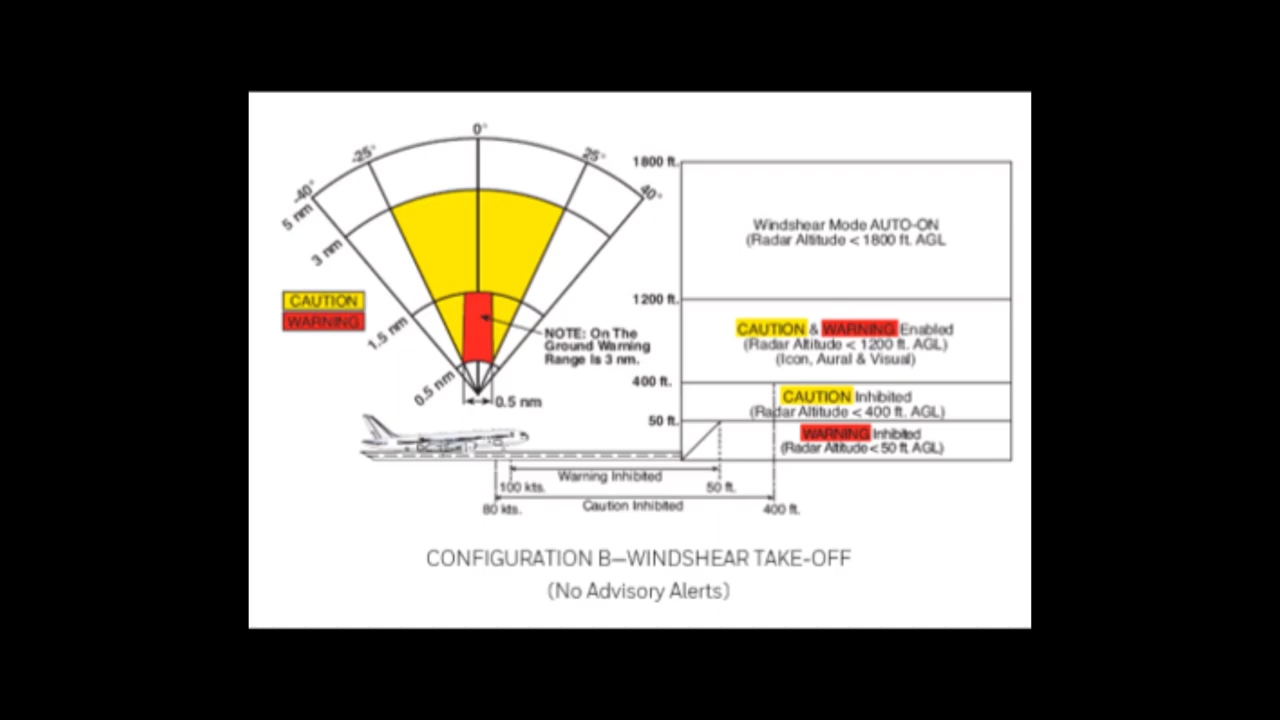 0°
-25°
25°
-40°
40°
5 nm
3 nm
1.5 nm
0.5 nm
0.5 nm
CAUTION
WARNING
NOTE: On The
Ground Warning
Range Is 3 nm.
1800 ft.
Windshear Mode AUTO-ON
(Radar Altitude < 1800 ft. AGL
1200 ft.
CAUTION & WARNING Enabled
(Radar Altitude < 1200 ft. AGL)
(Icon, Aural & Visual)
400 ft.
CAUTION Inhibited
(Radar Altitude < 400 ft. AGL)
50 ft.
WARNING Inhibited
(Radar Altitude < 50 ft. AGL)
Warning Inhibited
100 kts.
50 ft.
Caution Inhibited
80 kts.
400 ft.
CONFIGURATION B—WINDSHEAR TAKE-OFF
(No Advisory Alerts)